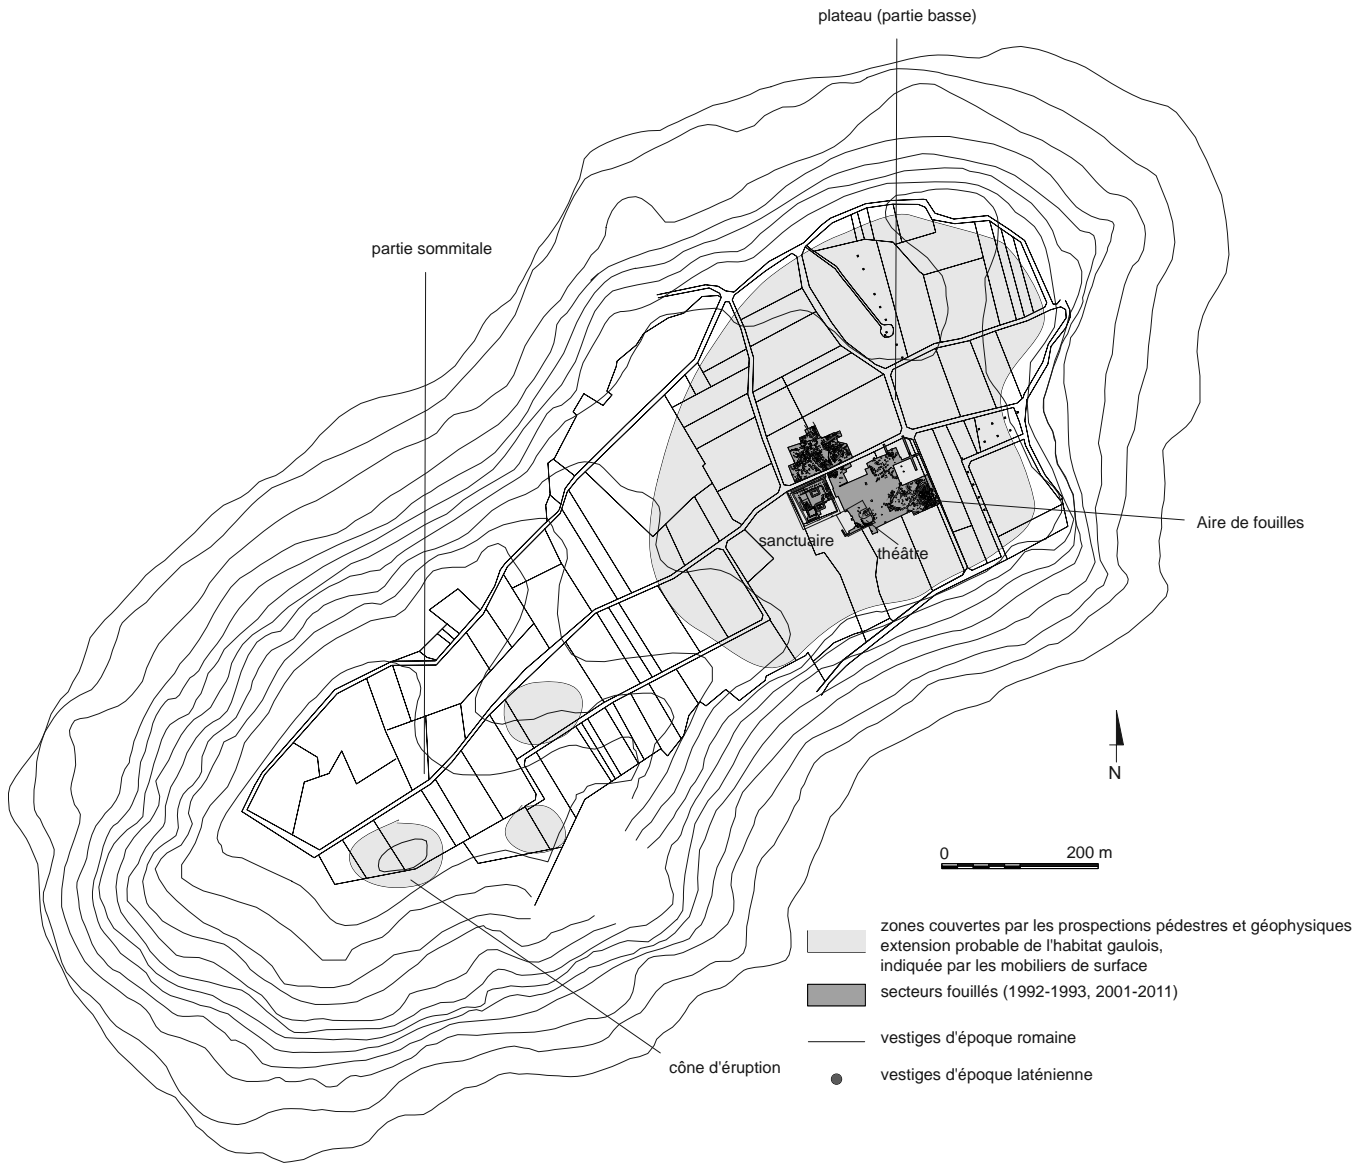 plateau (partie basse)
partie sommitale
Aire de fouilles
sanctuaire
théâtre
N
0 200 m
zones couvertes par les prospections pédestres et géophysiques
extension probable de l'habitat gaulois,
indiquée par les mobiliers de surface
secteurs fouillés (1992-1993, 2001-2011)
vestiges d'époque romaine
cône d'éruption
vestiges d'époque laténienne